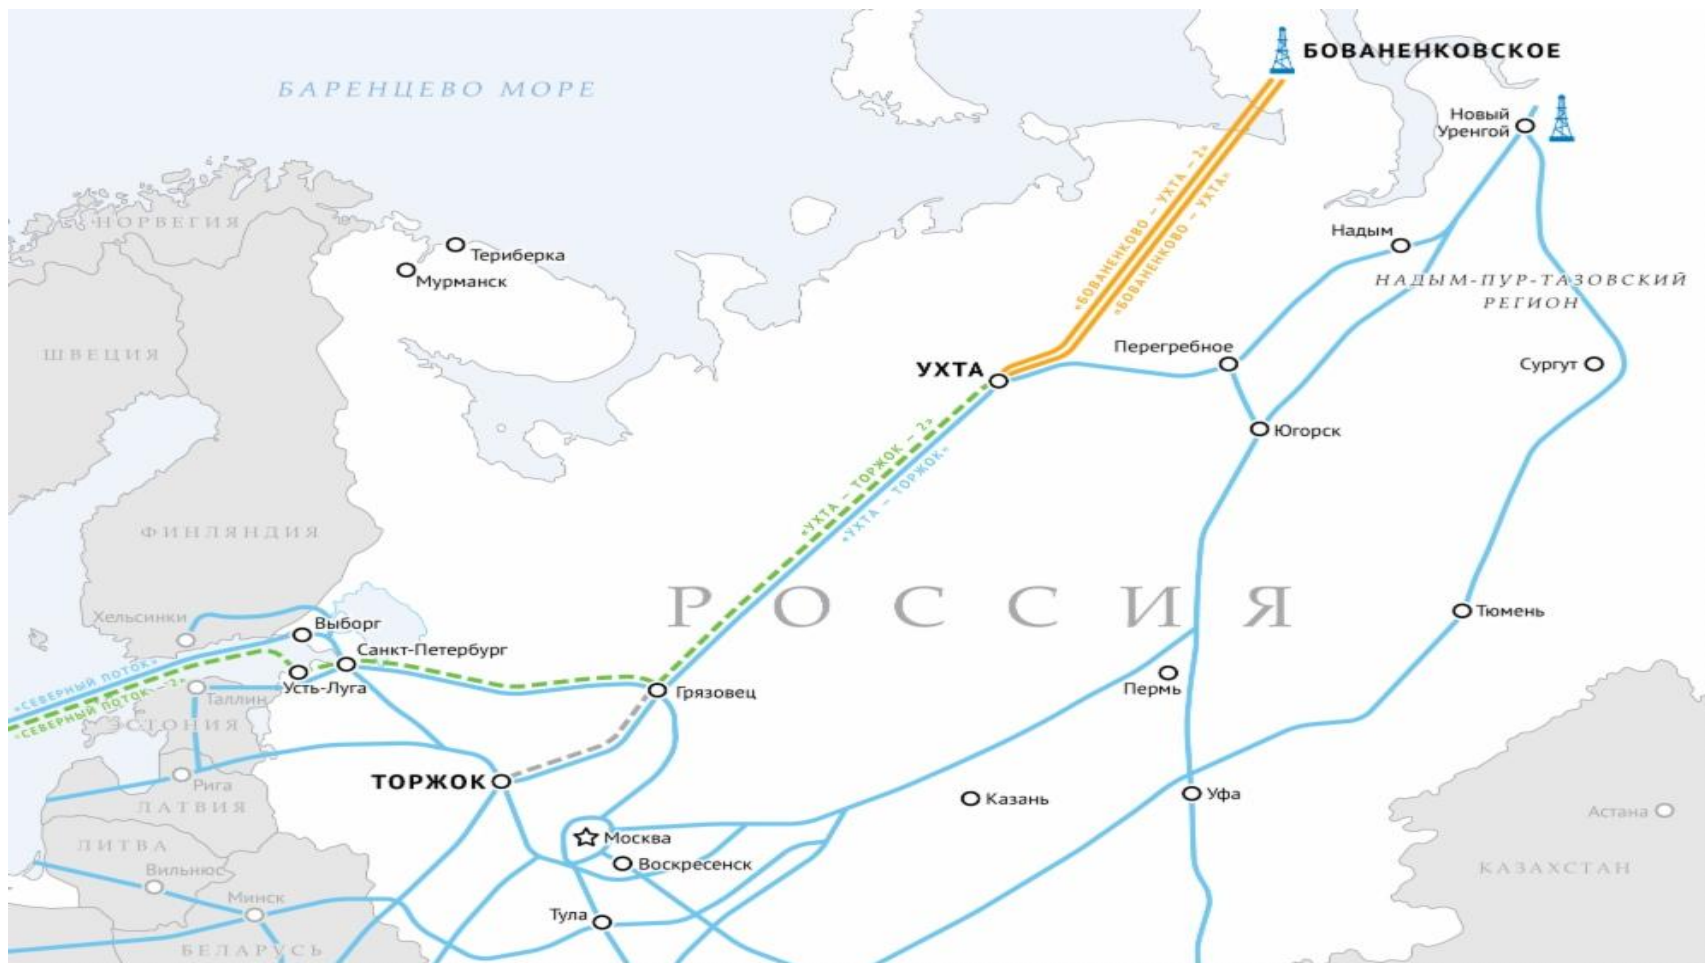 БОВАНЕНКОВСКОЕ
БАРЕНЦЕВО МОРЕ
Новый
Уренгой
«БОВАНЕНКОВО – УХТА – 2»
«БОВАНЕНКОВО – УХТА»
НОРВЕГИЯ
Териберка
Мурманск
Надым
НАДЫМ-ПУР-ТАЗОВСКИЙ
РЕГИОН
ШВЕЦИЯ
УХТА
Перегребное
Сургут
Югорск
«УХТА – ТОРЖОК – 2»
«УХТА – ТОРЖОК»
ФИНЛЯНДИЯ
РОССИЯ
Хельсинки
Выборг
Тюмень
Санкт-Петербург
«СЕВЕРНЫЙ ПОТОК»
«СЕВЕРНЫЙ ПОТОК – 2»
Усть-Луга
Таллин
Грязовец
Пермь
ЭСТОНИЯ
Рига
ТОРЖОК
Казань
Уфа
ЛАТВИЯ
Астана
ЛИТВА
Москва
Воскресенск
Вильнюс
КАЗАХСТАН
Минск
Тула
БЕЛАРУСЬ